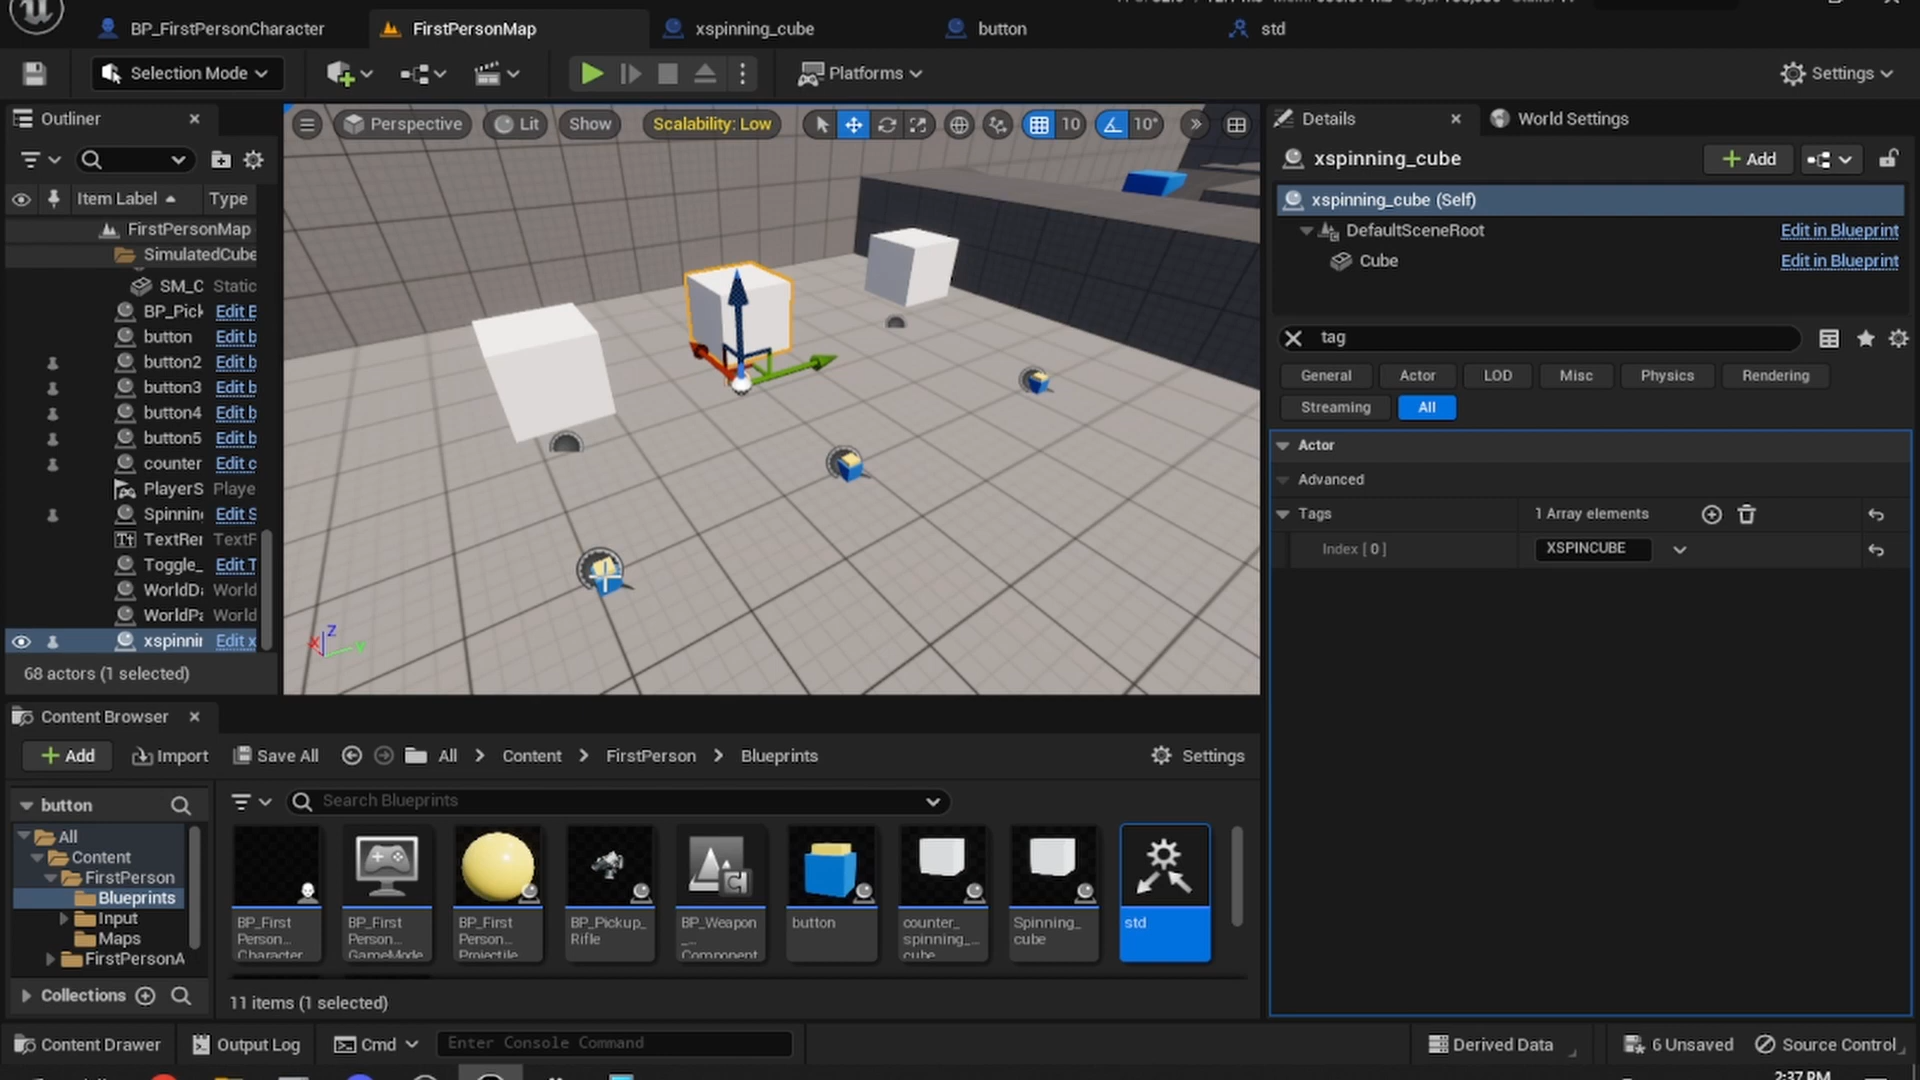 BP_FirstPersonCharacter
FirstPersonMap
xspinning_cube
button
std
Selection Mode
Platforms
Settings
Outliner
Item Label
Type
FirstPersonMap
SimulatedCube
SM_C Static
BP_Pick Edit B
button Edit b
button2 Edit b
button3 Edit b
button4 Edit b
button5 Edit b
counter Edit c
PlayerS Playe
Spinning Edit S
TextRer TextF
Toggle_ Edit T
WorldDa World
WorldPa World
xspinnin Edit x
68 actors (1 selected)
Perspective
Lit
Show
Scalability: Low
10
10°
X
Z
Y
Details
World Settings
xspinning_cube
Add
xspinning_cube (Self)
DefaultSceneRoot Edit in Blueprint
Cube Edit in Blueprint
tag
General
Actor
LOD
Misc
Physics
Rendering
Streaming
All
Actor
Advanced
Tags 1 Array elements
Index [ 0 ] XSPINCUBE
Content Browser
Add
Import
Save All
All
Content
FirstPerson
Blueprints
Settings
button
All
Content
FirstPerson
Blueprints
Input
Maps
FirstPersonA
Collections
Search Blueprints
BP_First
Person...
Character
BP_First
Person...
GameMode
BP_First
Person...
Projectile
BP_Pickup_
Rifle
BP_Weapon
_...
Component
button
counter_
spinning_...
cube
Spinning_
cube
std
11 items (1 selected)
Content Drawer
Output Log
Cmd
Enter Console Command
Derived Data
6 Unsaved
Source Control
2:37 PM